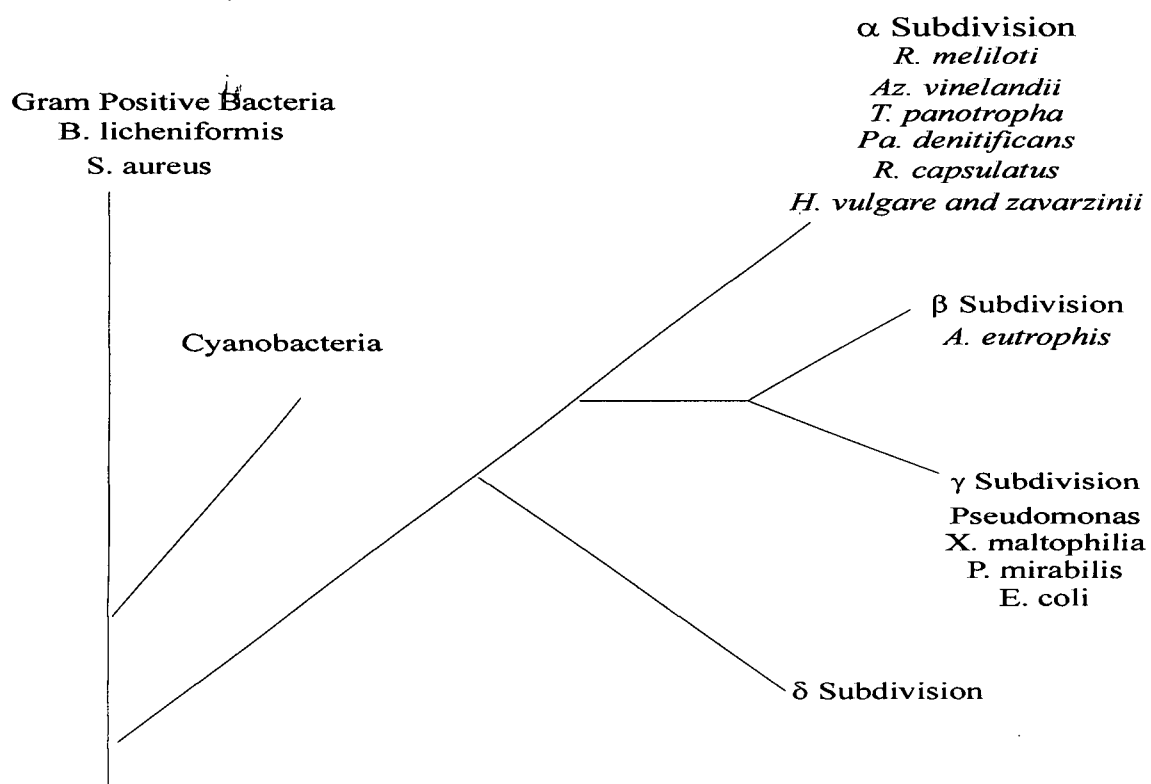 α Subdivision
R. meliloti
Az. vinelandii
T. panotropha
Pa. denitificans
R. capsulatus
H. vulgare and zavarzinii
Gram Positive Bacteria
B. licheniformis
S. aureus
β Subdivision
A. eutrophis
Cyanobacteria
γ Subdivision
Pseudomonas
X. maltophilia
P. mirabilis
E. coli
δ Subdivision